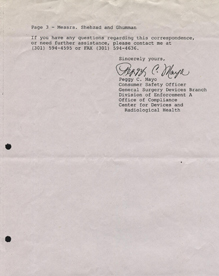 Page 3 - Messrs. Shehzad and Ghumman
If you have any questions regarding this correspondence,
or need further assistance, please contact me at
(301) 594-4595 or FAX (301) 594-4636.
Sincerely yours,
Peggy C. Mayo
Peggy C. Mayo
Consumer Safety Officer
General Surgery Devices Branch
Division of Enforcement A
Office of Compliance
Center for Devices and
Radiological Health